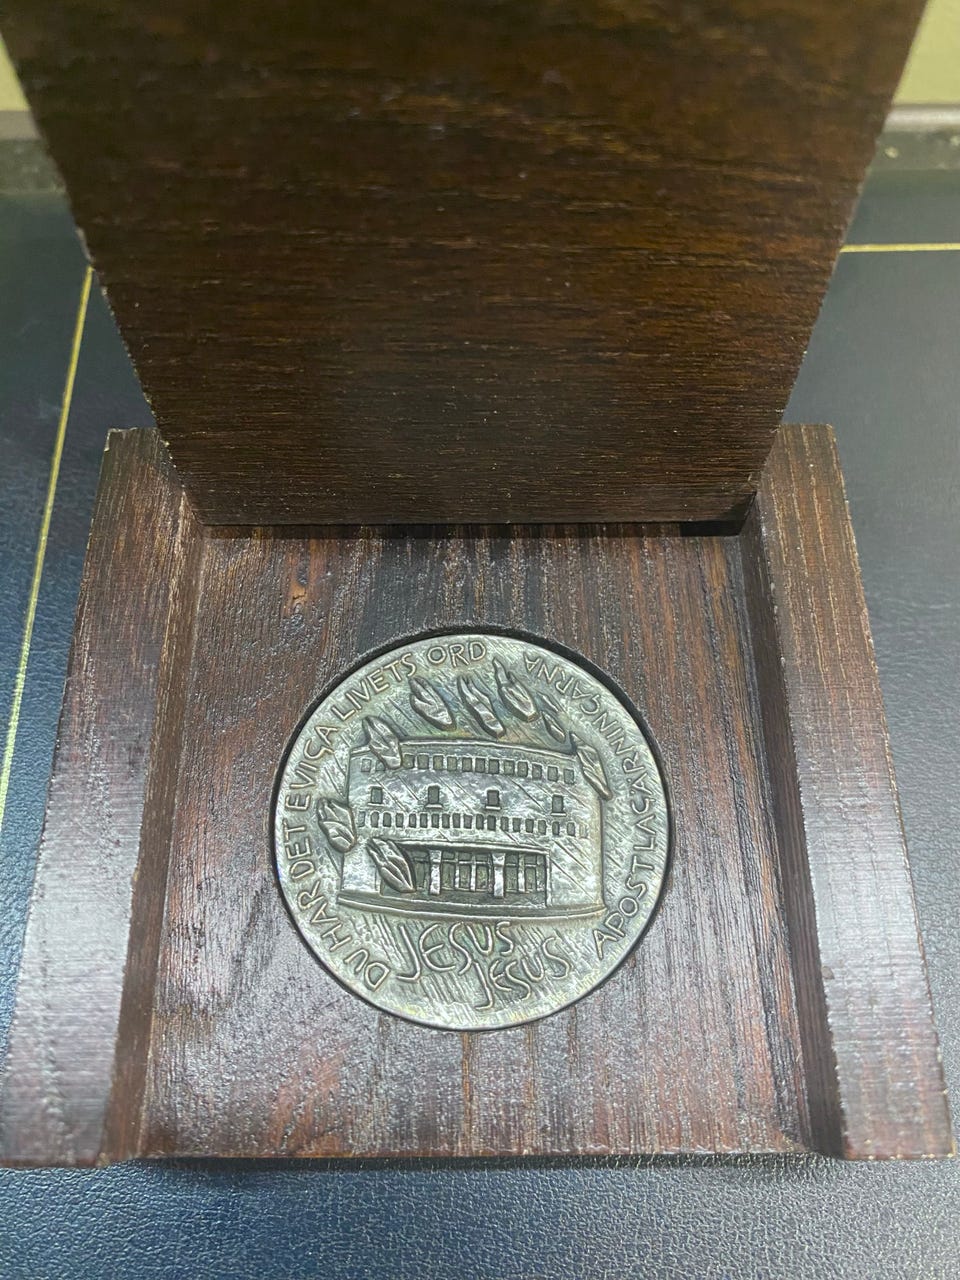 DU HAR DET EVIGA LIVETS ORD
APOSTLAGARNINGARNA
JESUS
JESUS